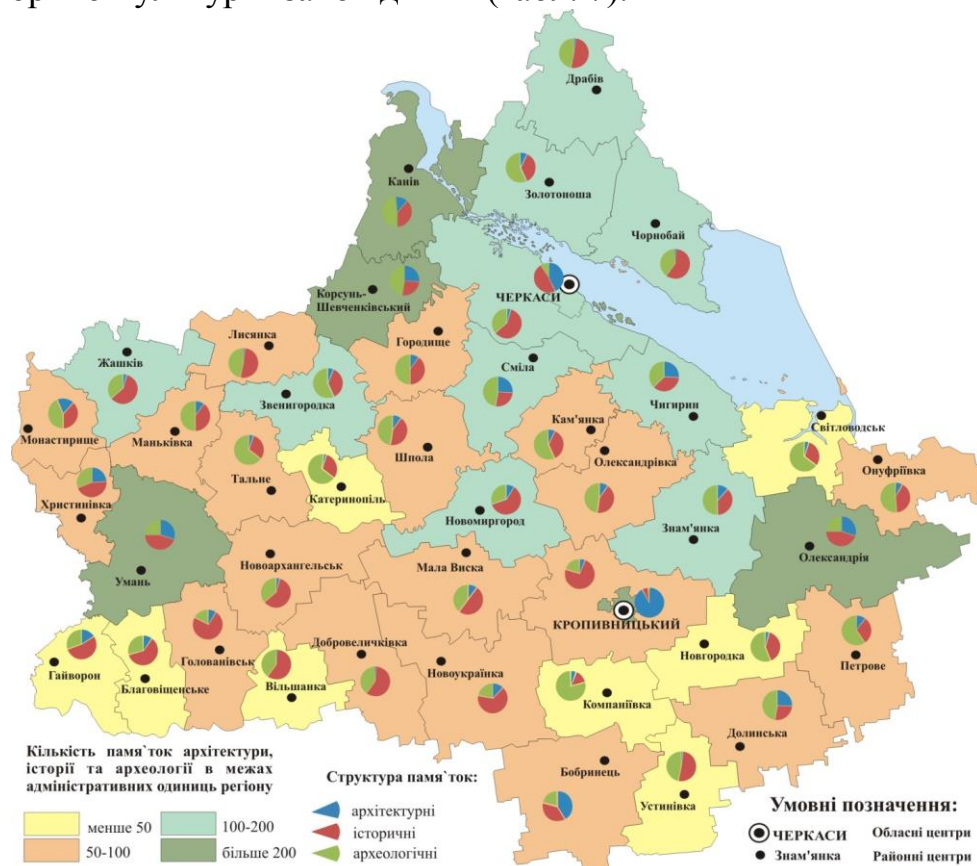 Драбів
Канів
Золотоноша
Чорнобай
Корсунь-
Шевченківський
ЧЕРКАСИ
Лисянка
Городище
Жашків
Сміла
Звенигородка
Чигирин
Монастирище
Маньківка
Кам'янка
Світловодськ
Шпола
Олександрівка
Онуфріївка
Тальне
Катеринопіль
Христинівка
Новомиргород
Знам'янка
Олександрія
Умань
Новоархангельськ
Мала Виска
КРОПИВНИЦЬКИЙ
Добровеличківка
Новгородка
Гайворон
Голованівськ
Новоукраїнка
Петрове
Благовіщенське
Вільшанка
Компаніївка
Долинська
Бобринець
Устинівка
Кількість памя`ток архітектури,
історії та археології в межах
адміністративних одиниць регіону
менше 50
100-200
50-100
більше 200
Структура памя`ток:
архітектурні
історичні
археологічні
Умовні позначення:
ЧЕРКАСИ Обласні центри
Знам'янка Районні центри